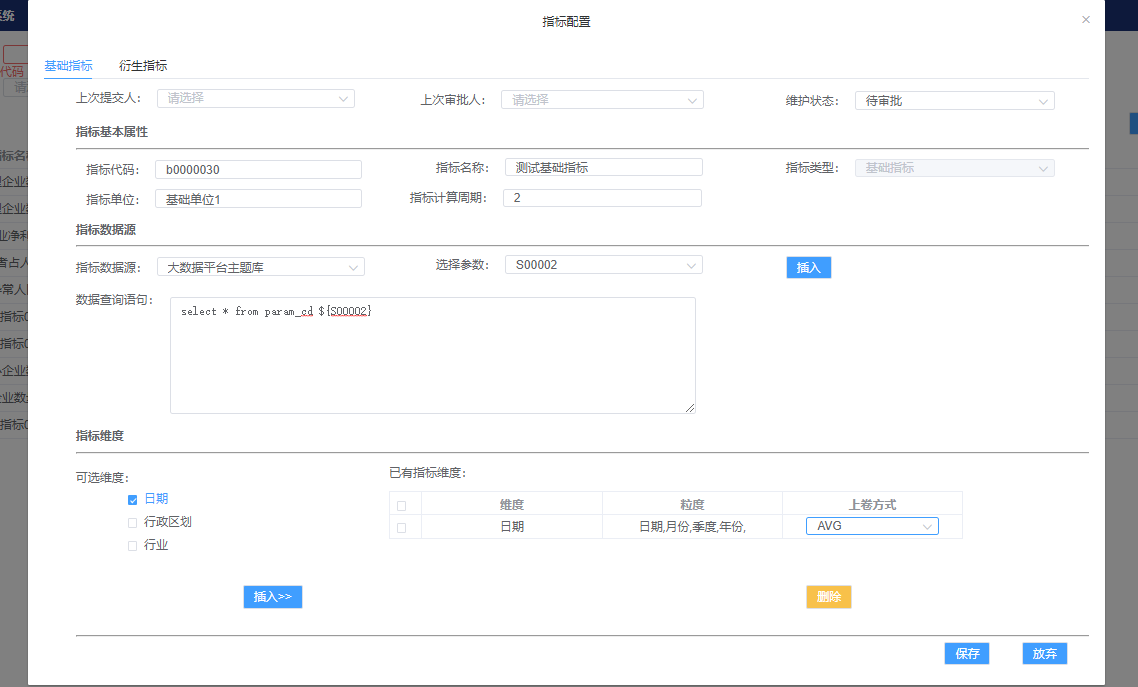 系统
指标配置
×
代码
请
基础指标 衍生指标
上次提交人: 请选择 上次审批人: 请选择 维护状态: 待审批
指标基本属性
指标代码: b0000030 指标名称: 测试基础指标 指标类型: 基础指标
指标单位: 基础单位1 指标计算周期: 2
指标数据源
指标数据源: 大数据平台主题库 选择参数: S00002 插入
数据查询语句: select * from param_cd ${S00002}
指标维度
可选维度: 已有指标维度:
日期
行政区划
行业
维度 粒度 上卷方式
日期 日期,月份,季度,年份, AVG
插入>> 删除
保存 放弃